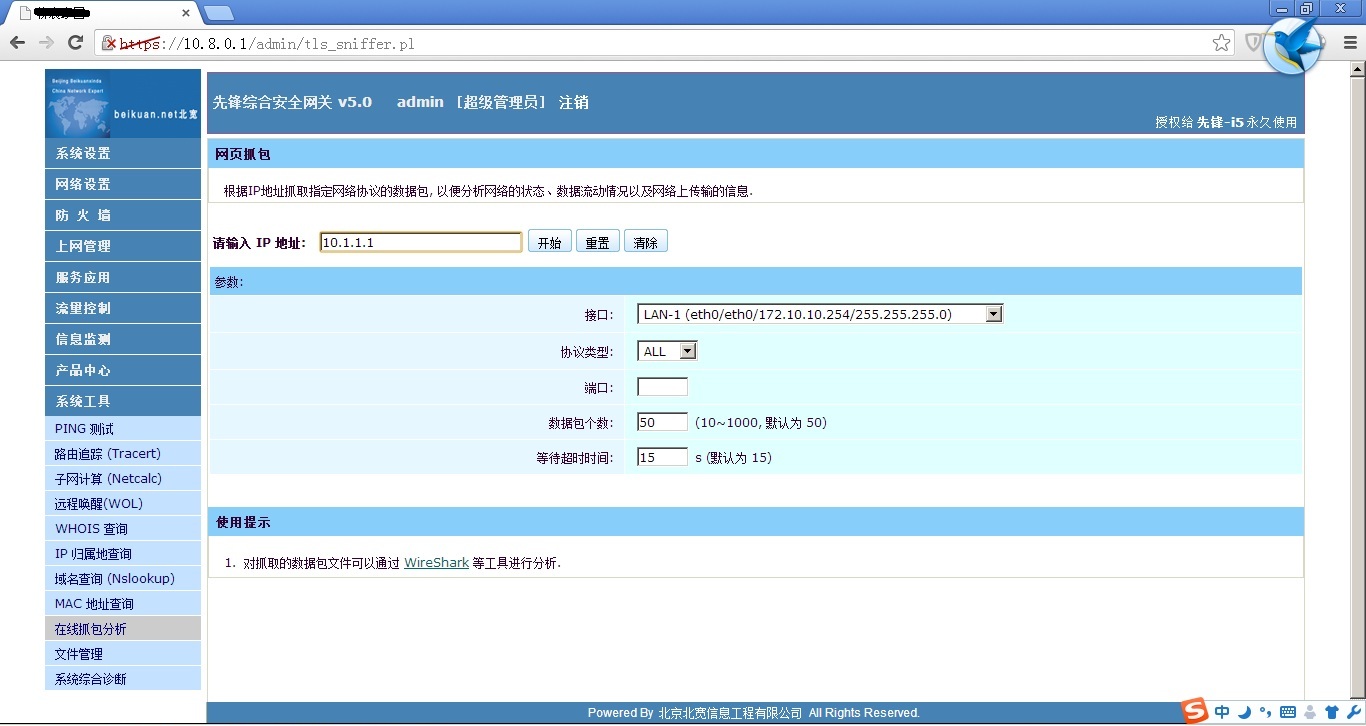 https://10.8.0.1/admin/tls_sniffer.pl
Beijing Beikuanxinda
China Network Expert
beikuan.net北宽
先锋综合安全网关 v5.0 admin [超级管理员] 注销
授权给 先锋-i5 永久使用
系统设置
网络设置
防 火 墙
上网管理
服务应用
流量控制
信息监测
产品中心
系统工具
PING 测试
路由追踪 (Tracert)
子网计算 (Netcalc)
远程唤醒(WOL)
WHOIS 查询
IP 归属地查询
域名查询 (Nslookup)
MAC 地址查询
在线抓包分析
文件管理
系统综合诊断
网页抓包
根据IP地址抓取指定网络协议的数据包, 以便分析网络的状态、数据流动情况以及网络上传输的信息.
请输入 IP 地址: 10.1.1.1 开始 重置 清除
参数:
接口: LAN-1 (eth0/eth0/172.10.10.254/255.255.255.0)
协议类型: ALL
端口:
数据包个数: 50 (10~1000, 默认为 50)
等待超时时间: 15 s (默认为 15)
使用提示
1. 对抓取的数据包文件可以通过 WireShark 等工具进行分析.
Powered By 北京北宽信息工程有限公司 All Rights Reserved.
中